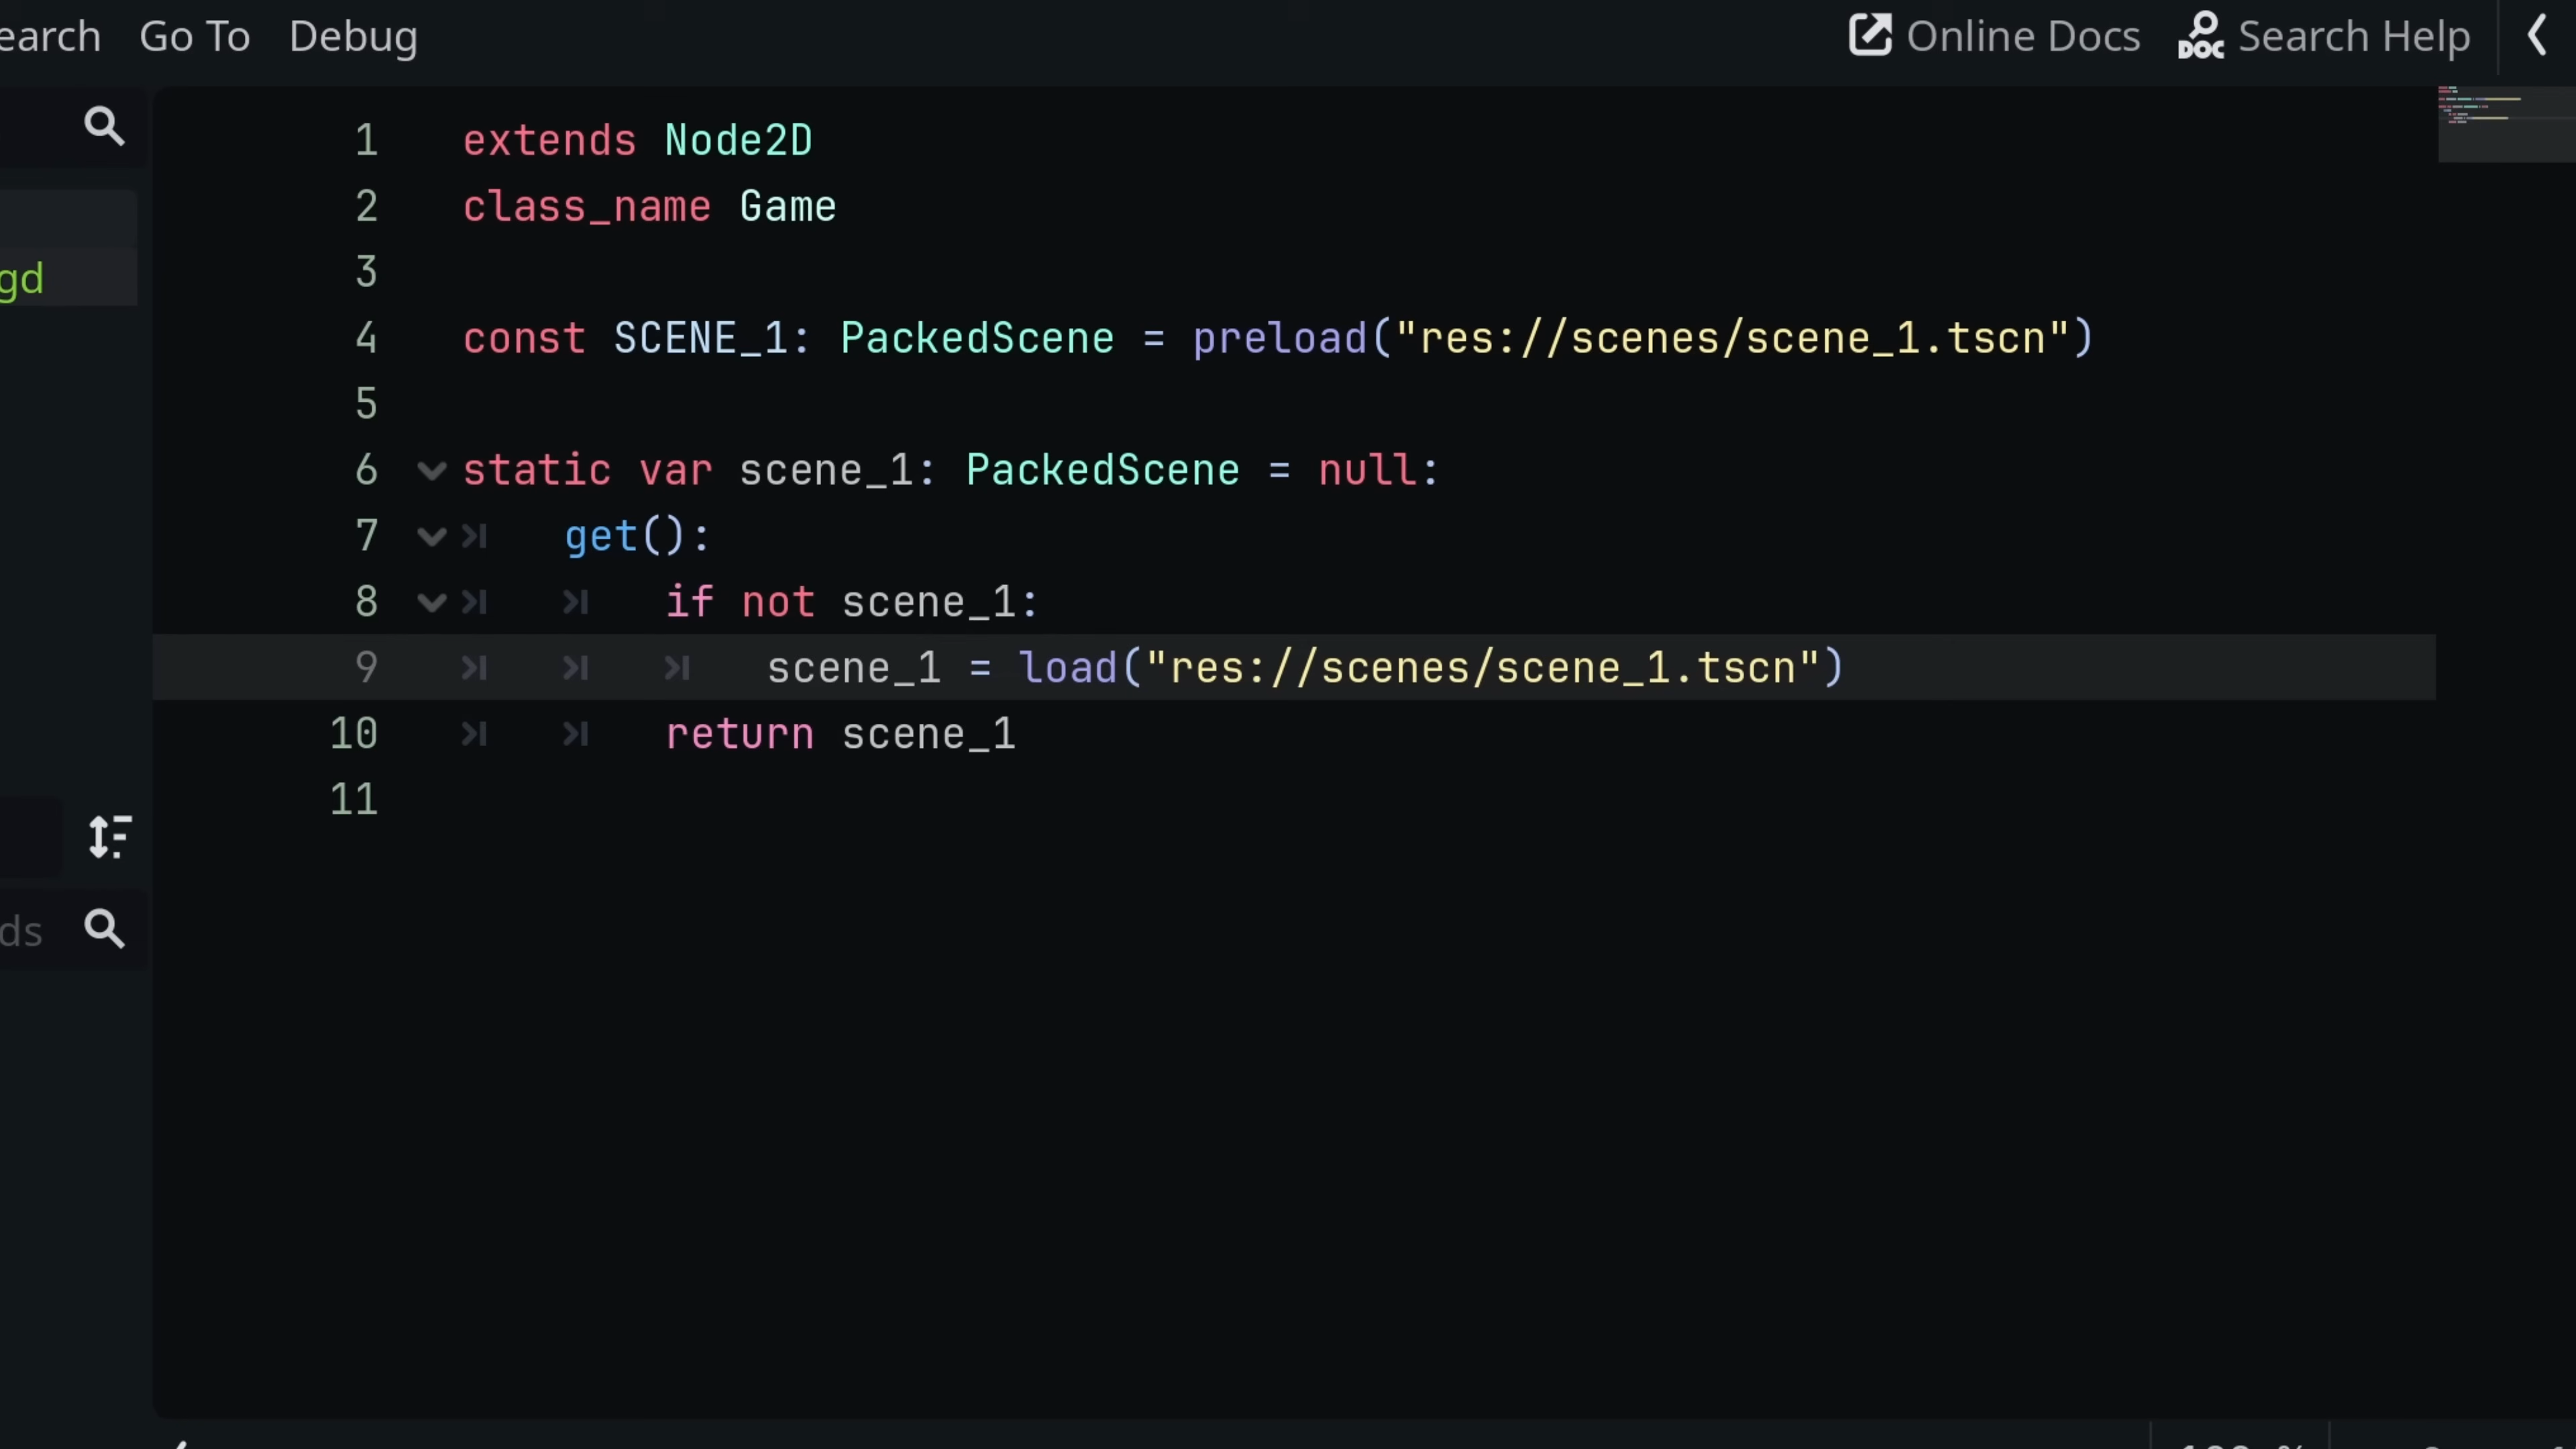 Go To Debug Online Docs Search Help
gd
1 extends Node2D
2 class_name Game
3
4 const SCENE_1: PackedScene = preload("res://scenes/scene_1.tscn")
5
6 static var scene_1: PackedScene = null:
7 get():
8 if not scene_1:
9 scene_1 = load("res://scenes/scene_1.tscn")
10 return scene_1
11
ds